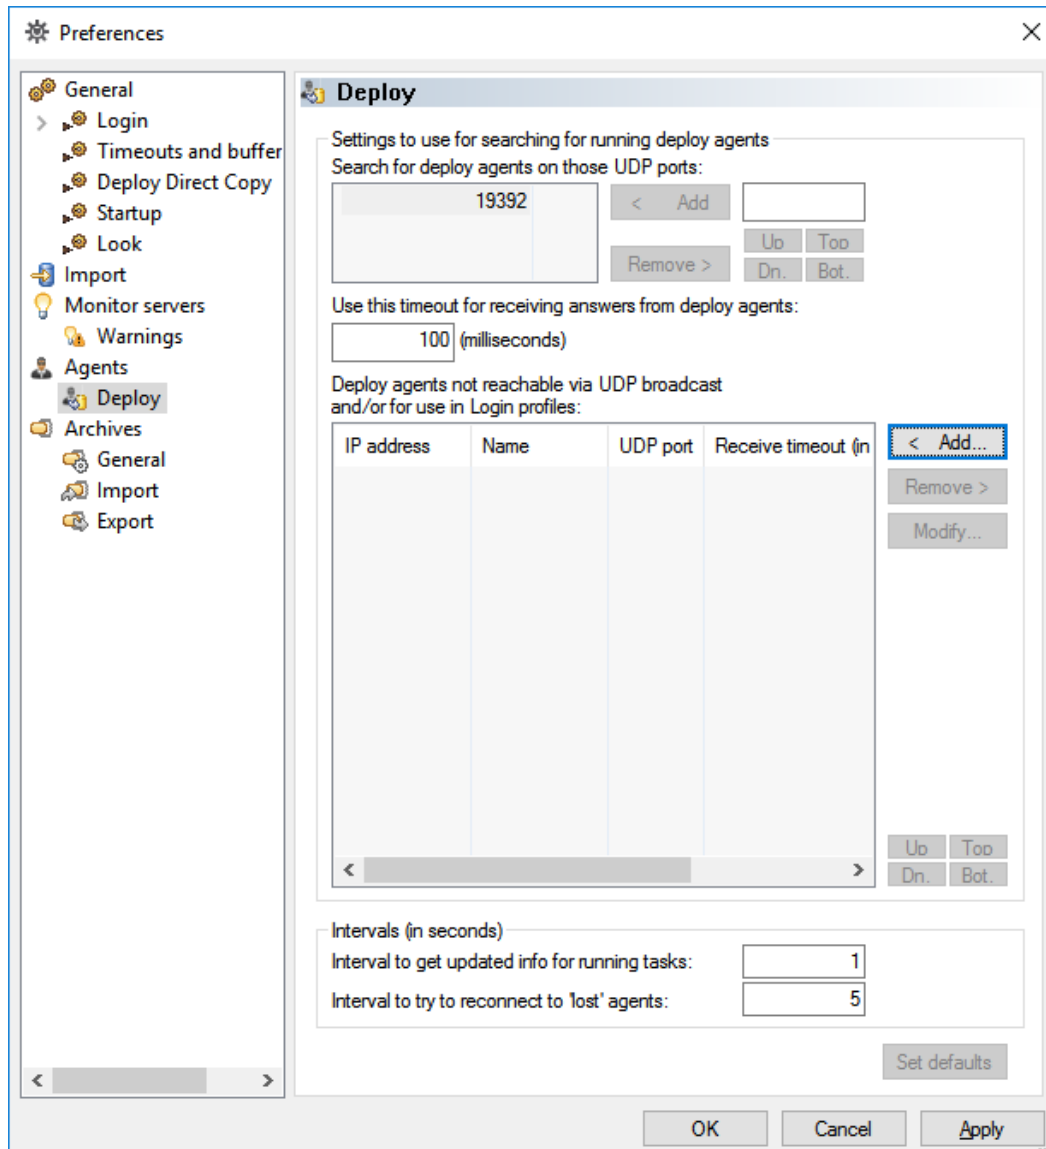 Preferences
General
Login
Timeouts and buffer
Deploy Direct Copy
Startup
Look
Import
Monitor servers
Warnings
Agents
Deploy
Archives
General
Import
Export
Deploy
Settings to use for searching for running deploy agents
Search for deploy agents on those UDP ports:
19392
< Add
Remove >
Up Top
Dn. Bot.
Use this timeout for receiving answers from deploy agents:
100 (milliseconds)
Deploy agents not reachable via UDP broadcast
and/or for use in Login profiles:
IP address Name UDP port Receive timeout (in
< Add...
Remove >
Modify...
Up Top
Dn. Bot.
Intervals (in seconds)
Interval to get updated info for running tasks: 1
Interval to try to reconnect to 'lost' agents: 5
Set defaults
OK Cancel Apply